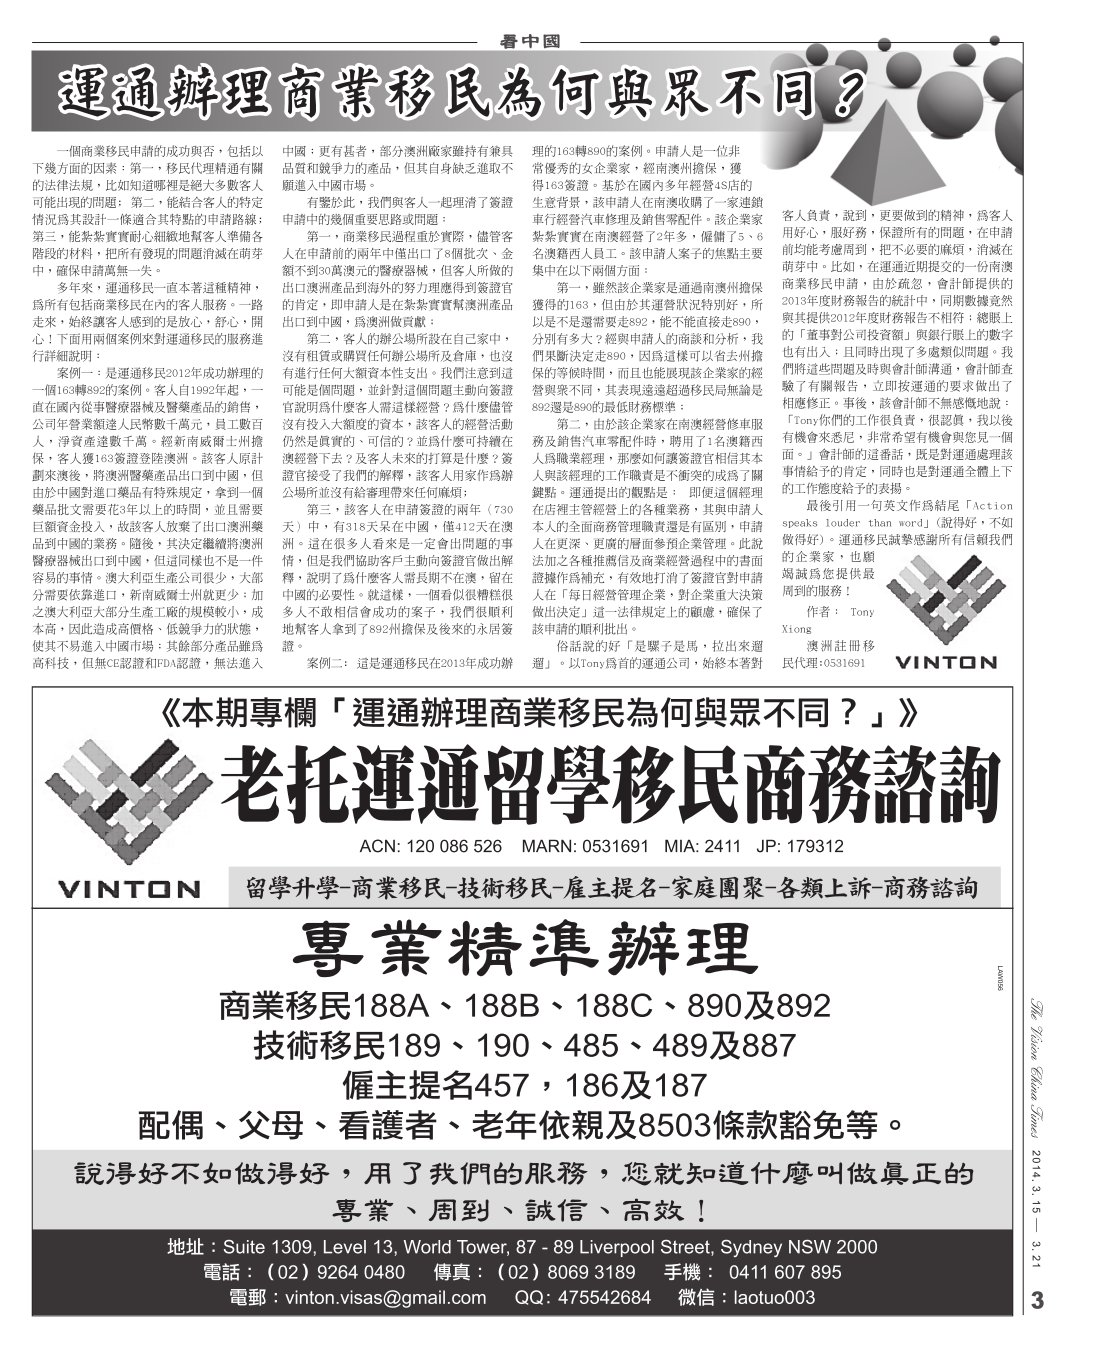 看中國
運通辦理商業移民為何與眾不同？
一個商業移民申請的成功與否，包括以
下幾方面的因素：第一，移民代理精通有關
的法律法規，比如知道哪裡是絕大多數客人
可能出現的問題；第二，能結合客人的特定
情況爲其設計一條適合其特點的申請路線；
第三，能紮紮實實耐心細緻地幫客人準備各
階段的材料，把所有發現的問題消滅在萌芽
中，確保申請萬無一失。
多年來，運通移民一直本著這種精神，
爲所有包括商業移民在內的客人服務。一路
走來，始終讓客人感到的是放心，舒心，開
心！下面用兩個案例來對運通移民的服務進
行詳細說明：
案例一：是運通移民2012年成功辦理的
一個163轉892的案例。客人自1992年起，一
直在國內從事醫療器械及醫藥產品的銷售，
公司年營業額達人民幣數千萬元，員工數百
人，淨資產達數千萬。經新南威爾士州擔
保，客人獲163簽證登陸澳洲。該客人原計
劃來澳後，將澳洲醫藥產品出口到中國，但
由於中國對進口藥品有特殊規定，拿到一個
藥品批文需要花3年以上的時間，並且需要
巨額資金投入，故該客人放棄了出口澳洲藥
品到中國的業務。隨後，其決定繼續將澳洲
醫療器械出口到中國，但這同樣也不是一件
容易的事情。澳大利亞生產公司很少，大部
分需要依靠進口，新南威爾士州就更少；加
之澳大利亞大部分生產工廠的規模較小，成
本高，因此造成高價格、低競爭力的狀態，
使其不易進入中國市場；其餘部分產品雖爲
高科技，但無CE認證和FDA認證，無法進入
中國；更有甚者，部分澳洲廠家雖持有兼具
品質和競爭力的產品，但其自身缺乏進取不
願進入中國市場。
有鑒於此，我們與客人一起理清了簽證
申請中的幾個重要思路或問題：
第一，商業移民過程重於實際，儘管客
人在申請前的兩年中僅出口了8個批次、金
額不到30萬澳元的醫療器械，但客人所做的
出口澳洲產品到海外的努力理應得到簽證官
的肯定，即申請人是在紮紮實實幫澳洲產品
出口到中國，爲澳洲做貢獻；
第二，客人的辦公場所設在自己家中，
沒有租賃或購買任何辦公場所及倉庫，也沒
有進行任何大額資本性支出。我們注意到這
可能是個問題，並針對這個問題主動向簽證
官說明爲什麼客人需這樣經營？爲什麼儘管
沒有投入大額度的資本，該客人的經營活動
仍然是眞實的、可信的？並爲什麼可持續在
澳經營下去？及客人未來的打算是什麼？簽
證官接受了我們的解釋，該客人用家作爲辦
公場所並沒有給審理帶來任何麻煩；
第三，該客人在申請簽證的兩年（730
天）中，有318天呆在中國，僅412天在澳
洲。這在很多人看來是一定會出問題的事
情，但是我們協助客戶主動向簽證官做出解
釋，說明了爲什麼客人需長期不在澳，留在
中國的必要性。就這樣，一個看似很糟糕很
多人不敢相信會成功的案子，我們很順利
地幫客人拿到了892州擔保及後來的永居簽
證。
案例二：這是運通移民在2013年成功辦
理的163轉890的案例。申請人是一位非
常優秀的女企業家，經南澳州擔保，獲
得163簽證。基於在國內多年經營4S店的
生意背景，該申請人在南澳收購了一家連鎖
車行經營汽車修理及銷售零配件。該企業家
紮紮實實在南澳經營了2年多，僱傭了5、6
名澳籍西人員工。該申請人案子的焦點主要
集中在以下兩個方面：
第一，雖然該企業家是通過南澳州擔保
獲得的163，但由於其運營狀況特別好，所
以是不是還需要走892，能不能直接走890，
分別有多大？經與申請人的商談和分析，我
們果斷決定走890，因爲這樣可以省去州擔
保的等候時間，而且也能展現該企業家的經
營與衆不同，其表現遠遠超過移民局無論是
892還是890的最低財務標準；
第二，由於該企業家在南澳經營修車服
務及銷售汽車零配件時，聘用了1名澳籍西
人爲職業經理，那麼如何讓簽證官相信其本
人與該經理的工作職責是不衝突的成爲了關
鍵點。運通提出的觀點是： 即便這個經理
在店裡主管經營上的各種業務，其與申請人
本人的全面商務管理職責還是有區別，申請
人在更深、更廣的層面參預企業管理。此說
法加之各種推薦信及商業經營過程中的書面
證據作爲補充，有效地打消了簽證官對申請
人在「每日經營管理企業，對企業重大決策
做出決定」這一法律規定上的顧慮，確保了
該申請的順利批出。
俗話說的好「是騾子是馬，拉出來遛
遛」。以Tony爲首的運通公司，始終本著對
客人負責，說到，更要做到的精神，爲客人
用好心，服好務，保證所有的問題，在申請
前均能考慮周到，把不必要的麻煩，消滅在
萌芽中。比如，在運通近期提交的一份南澳
商業移民申請，由於疏忽，會計師提供的
2013年度財務報告的統計中，同期數據竟然
與其提供2012年度財務報告不相符；總賬上
的「董事對公司投資額」與銀行賬上的數字
也有出入；且同時出現了多處類似問題。我
們將這些問題及時與會計師溝通，會計師查
驗了有關報告，立即按運通的要求做出了
相應修正。事後，該會計師不無感慨地說：
「Tony你們的工作很負責，很認眞，我以後
有機會來悉尼，非常希望有機會與您見一個
面。」會計師的這番話，既是對運通處理該
事情給予的肯定，同時也是對運通全體上下
的工作態度給予的表揚。
最後引用一句英文作爲結尾「Action
speaks louder than word」(說得好，不如
做得好)。運通移民誠摯感謝所有信賴我們
的企業家，也願
竭誠爲您提供最
周到的服務！
作者： Tony
Xiong
澳洲註冊移
民代理:0531691
VINTON
《本期專欄「運通辦理商業移民為何與眾不同？」》
老托運通留學移民商務諮詢
ACN: 120 086 526 MARN: 0531691 MIA: 2411 JP: 179312
VINTON
留學升學-商業移民-技術移民-雇主提名-家庭團聚-各類上訴-商務諮詢
專業精準辦理
LAW056
商業移民188A、188B、188C、890及892
技術移民189、190、485、489及887
僱主提名457，186及187
配偶、父母、看護者、老年依親及8503條款豁免等。
說得好不如做得好，用了我們的服務，您就知道什麼叫做眞正的
專業、周到、誠信、高效！
地址：Suite 1309, Level 13, World Tower, 87 - 89 Liverpool Street, Sydney NSW 2000
電話：（02）9264 0480 傳真：（02）8069 3189 手機： 0411 607 895
電郵：vinton.visas@gmail.com QQ: 475542684 微信：laotuo003
The Vision China Times 2014.3.15 — 3.21
3